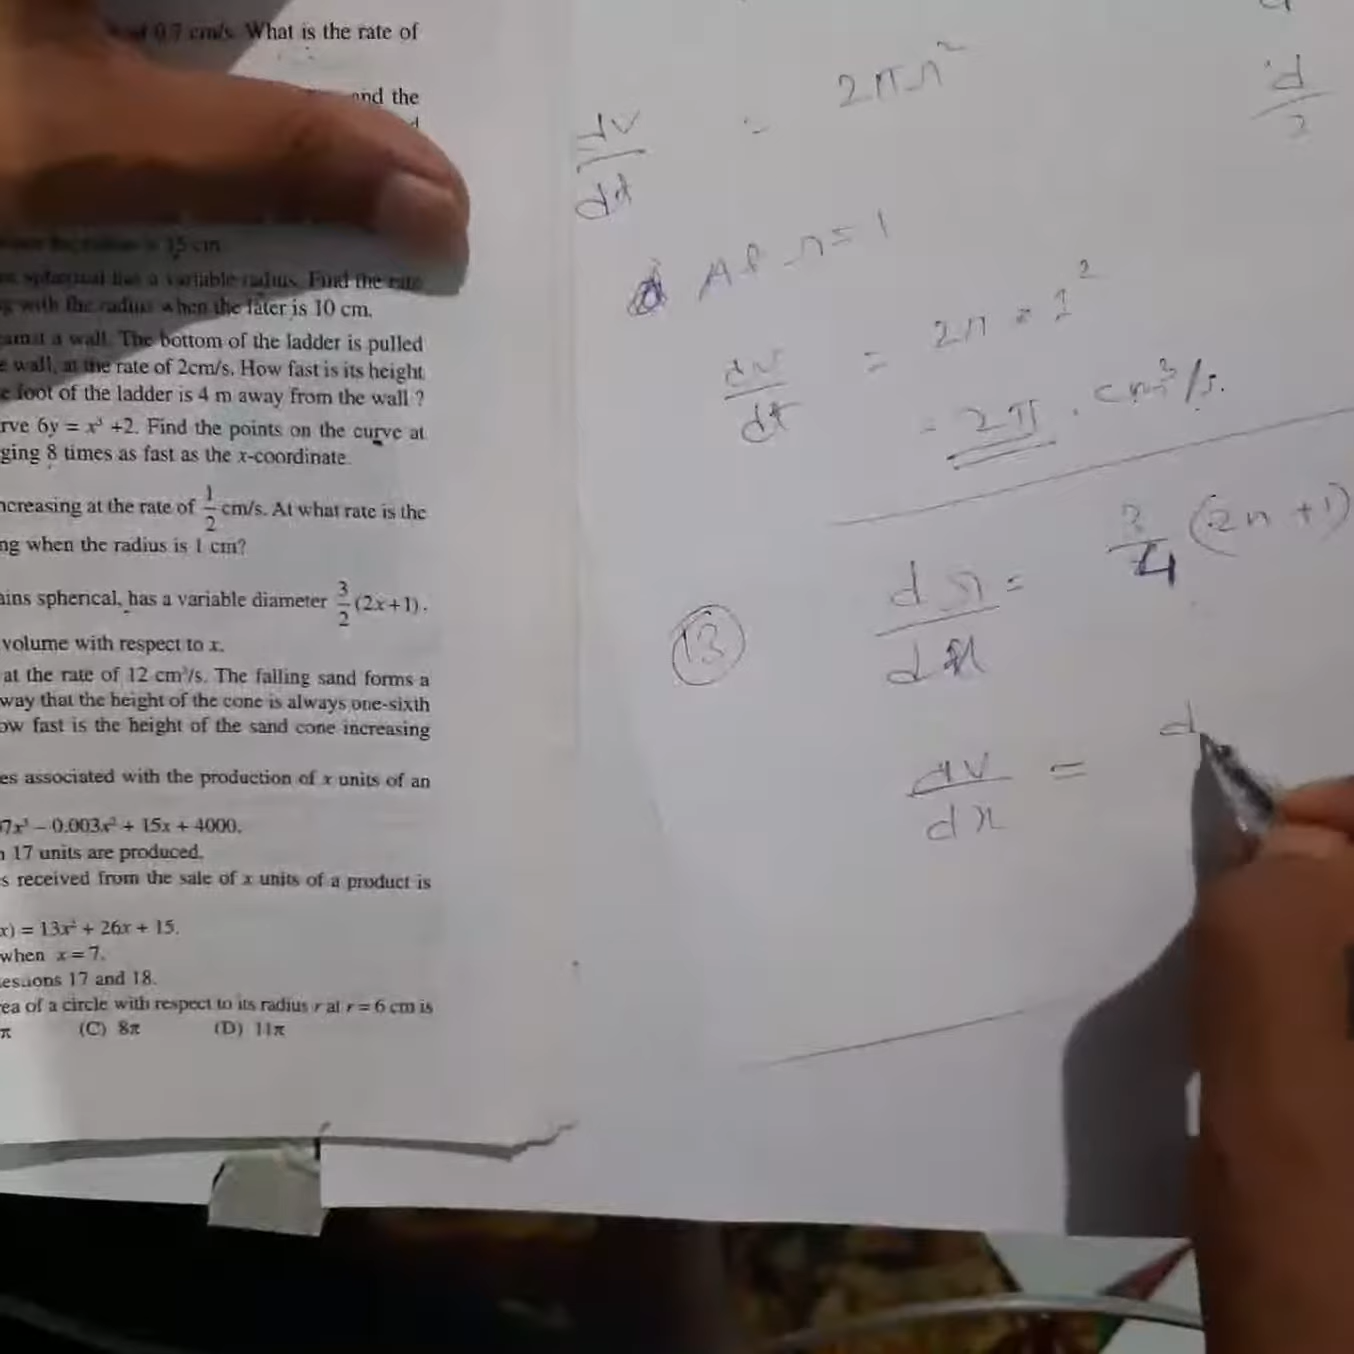 0.7 cm/s. What is the rate of
and the
is 15 cm.
spherical has a variable radius. Find the rate
with the radius when the later is 10 cm.
a wall. The bottom of the ladder is pulled
wall, at the rate of 2cm/s. How fast is its height
foot of the ladder is 4 m away from the wall ?
6y = x³ +2. Find the points on the curve at
8 times as fast as the x-coordinate.
increasing at the rate of 1/2 cm/s. At what rate is the
when the radius is 1 cm?
spherical, has a variable diameter 3/2 (2x+1).
volume with respect to x.
at the rate of 12 cm³/s. The falling sand forms a
way that the height of the cone is always one-sixth
fast is the height of the sand cone increasing
associated with the production of x units of an
7x³ – 0.003x² + 15x + 4000.
17 units are produced.
received from the sale of x units of a product is
x) = 13x² + 26x + 15.
when x = 7.
17 and 18.
of a circle with respect to its radius r at r = 6 cm is
π (C) 8π (D) 11π
dv/dt = 2πr²
d/2
At r = 1
dv/dt = 2π × 1²
= 2π . cm³/s.
(13) dr/dx = 3/4 (2x+1)
dv/dx = d